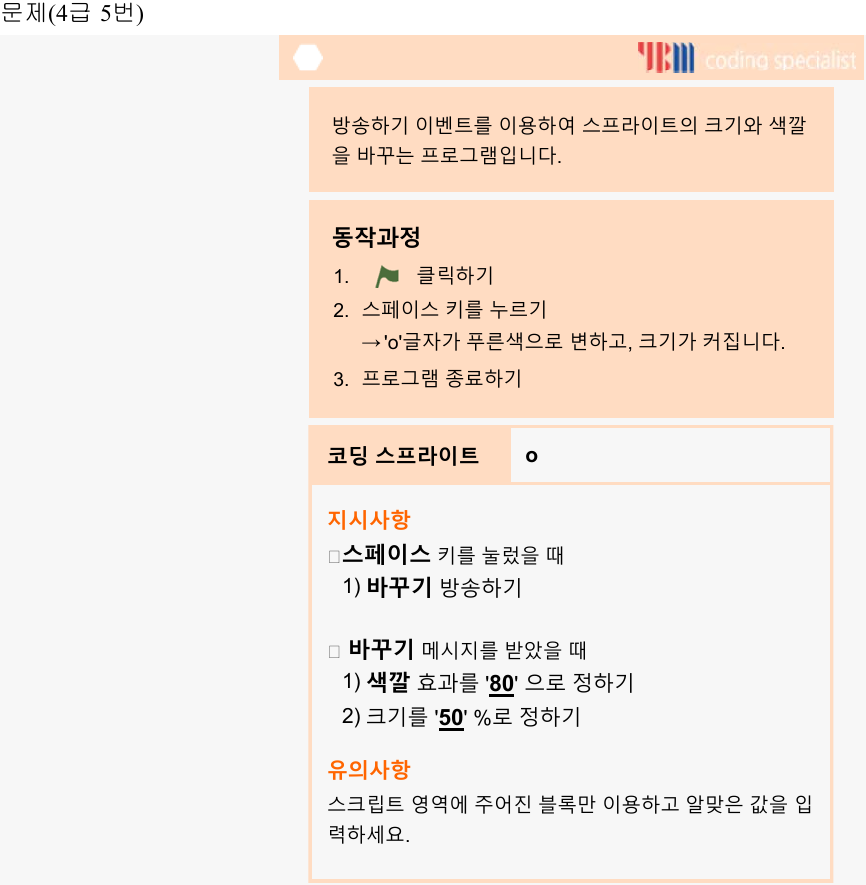 문제(4급 5번)
YBM coding specialist
방송하기 이벤트를 이용하여 스프라이트의 크기와 색깔
을 바꾸는 프로그램입니다.
동작과정
1. 클릭하기
2. 스페이스 키를 누르기
→'o'글자가 푸른색으로 변하고, 크기가 커집니다.
3. 프로그램 종료하기
코딩 스프라이트 o
지시사항
□스페이스 키를 눌렀을 때
1) 바꾸기 방송하기
□ 바꾸기 메시지를 받았을 때
1) 색깔 효과를 '80' 으로 정하기
2) 크기를 '50' %로 정하기
유의사항
스크립트 영역에 주어진 블록만 이용하고 알맞은 값을 입
력하세요.